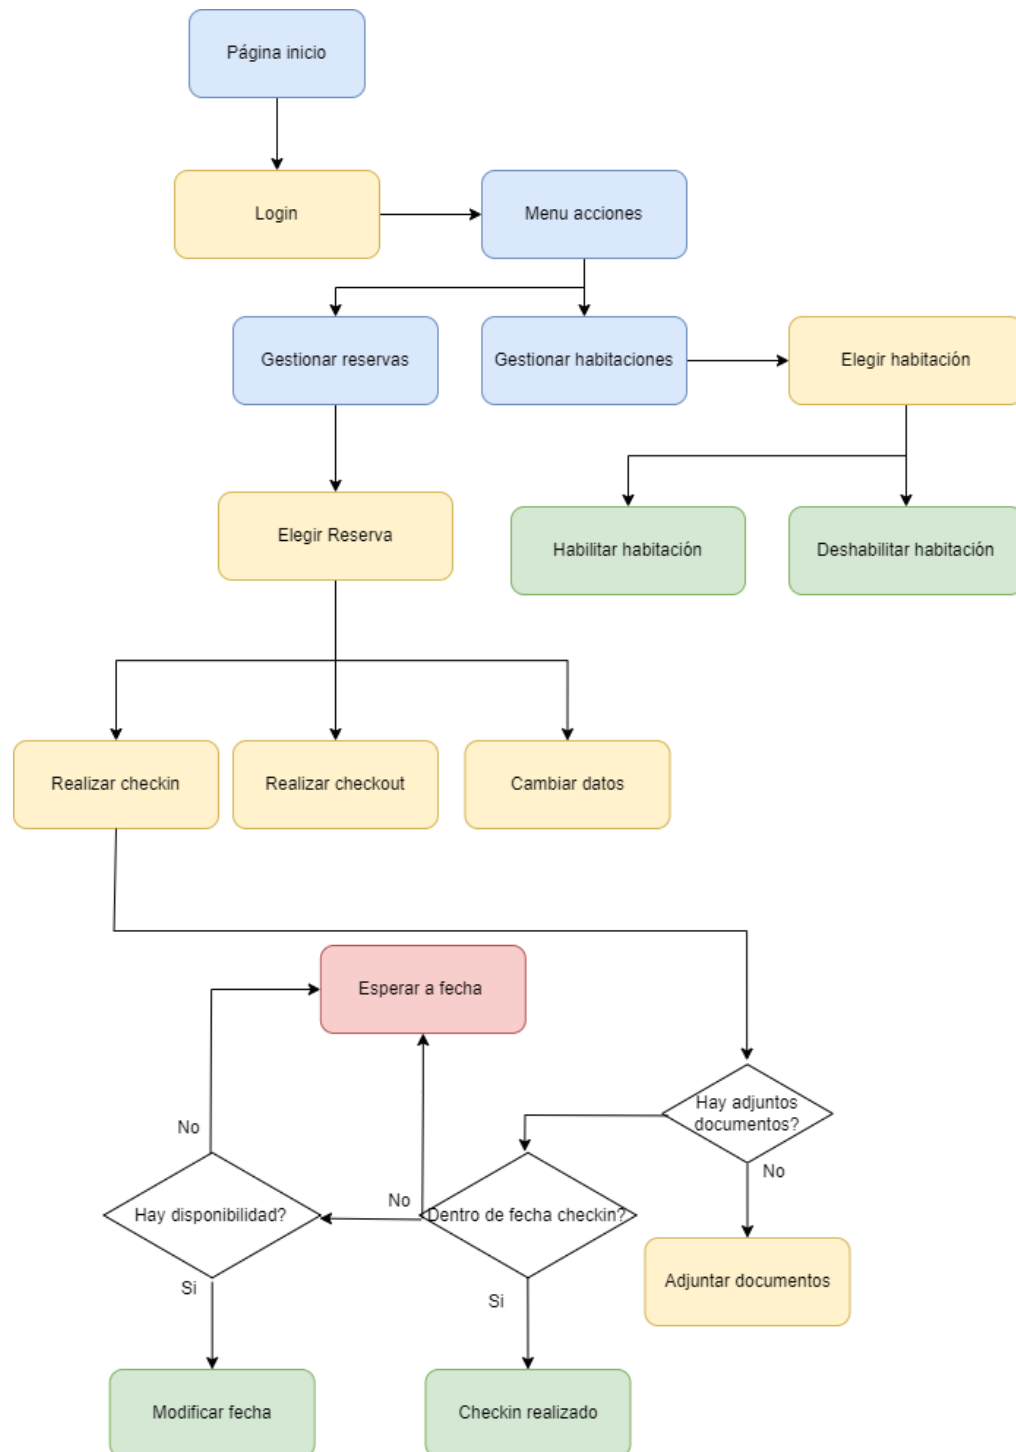 Página inicio
Login
Menu acciones
Gestionar reservas
Gestionar habitaciones
Elegir habitación
Elegir Reserva
Habilitar habitación
Deshabilitar habitación
Realizar checkin
Realizar checkout
Cambiar datos
Esperar a fecha
Hay adjuntos
documentos?
No
No
No
Hay disponibilidad?
Dentro de fecha checkin?
Adjuntar documentos
Si
Si
Modificar fecha
Checkin realizado